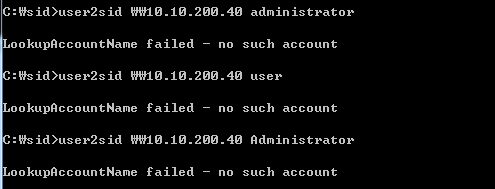 C:₩sid>user2sid ₩₩10.10.200.40 administrator
LookupAccountName failed - no such account
C:₩sid>user2sid ₩₩10.10.200.40 user
LookupAccountName failed - no such account
C:₩sid>user2sid ₩₩10.10.200.40 Administrator
LookupAccountName failed - no such account